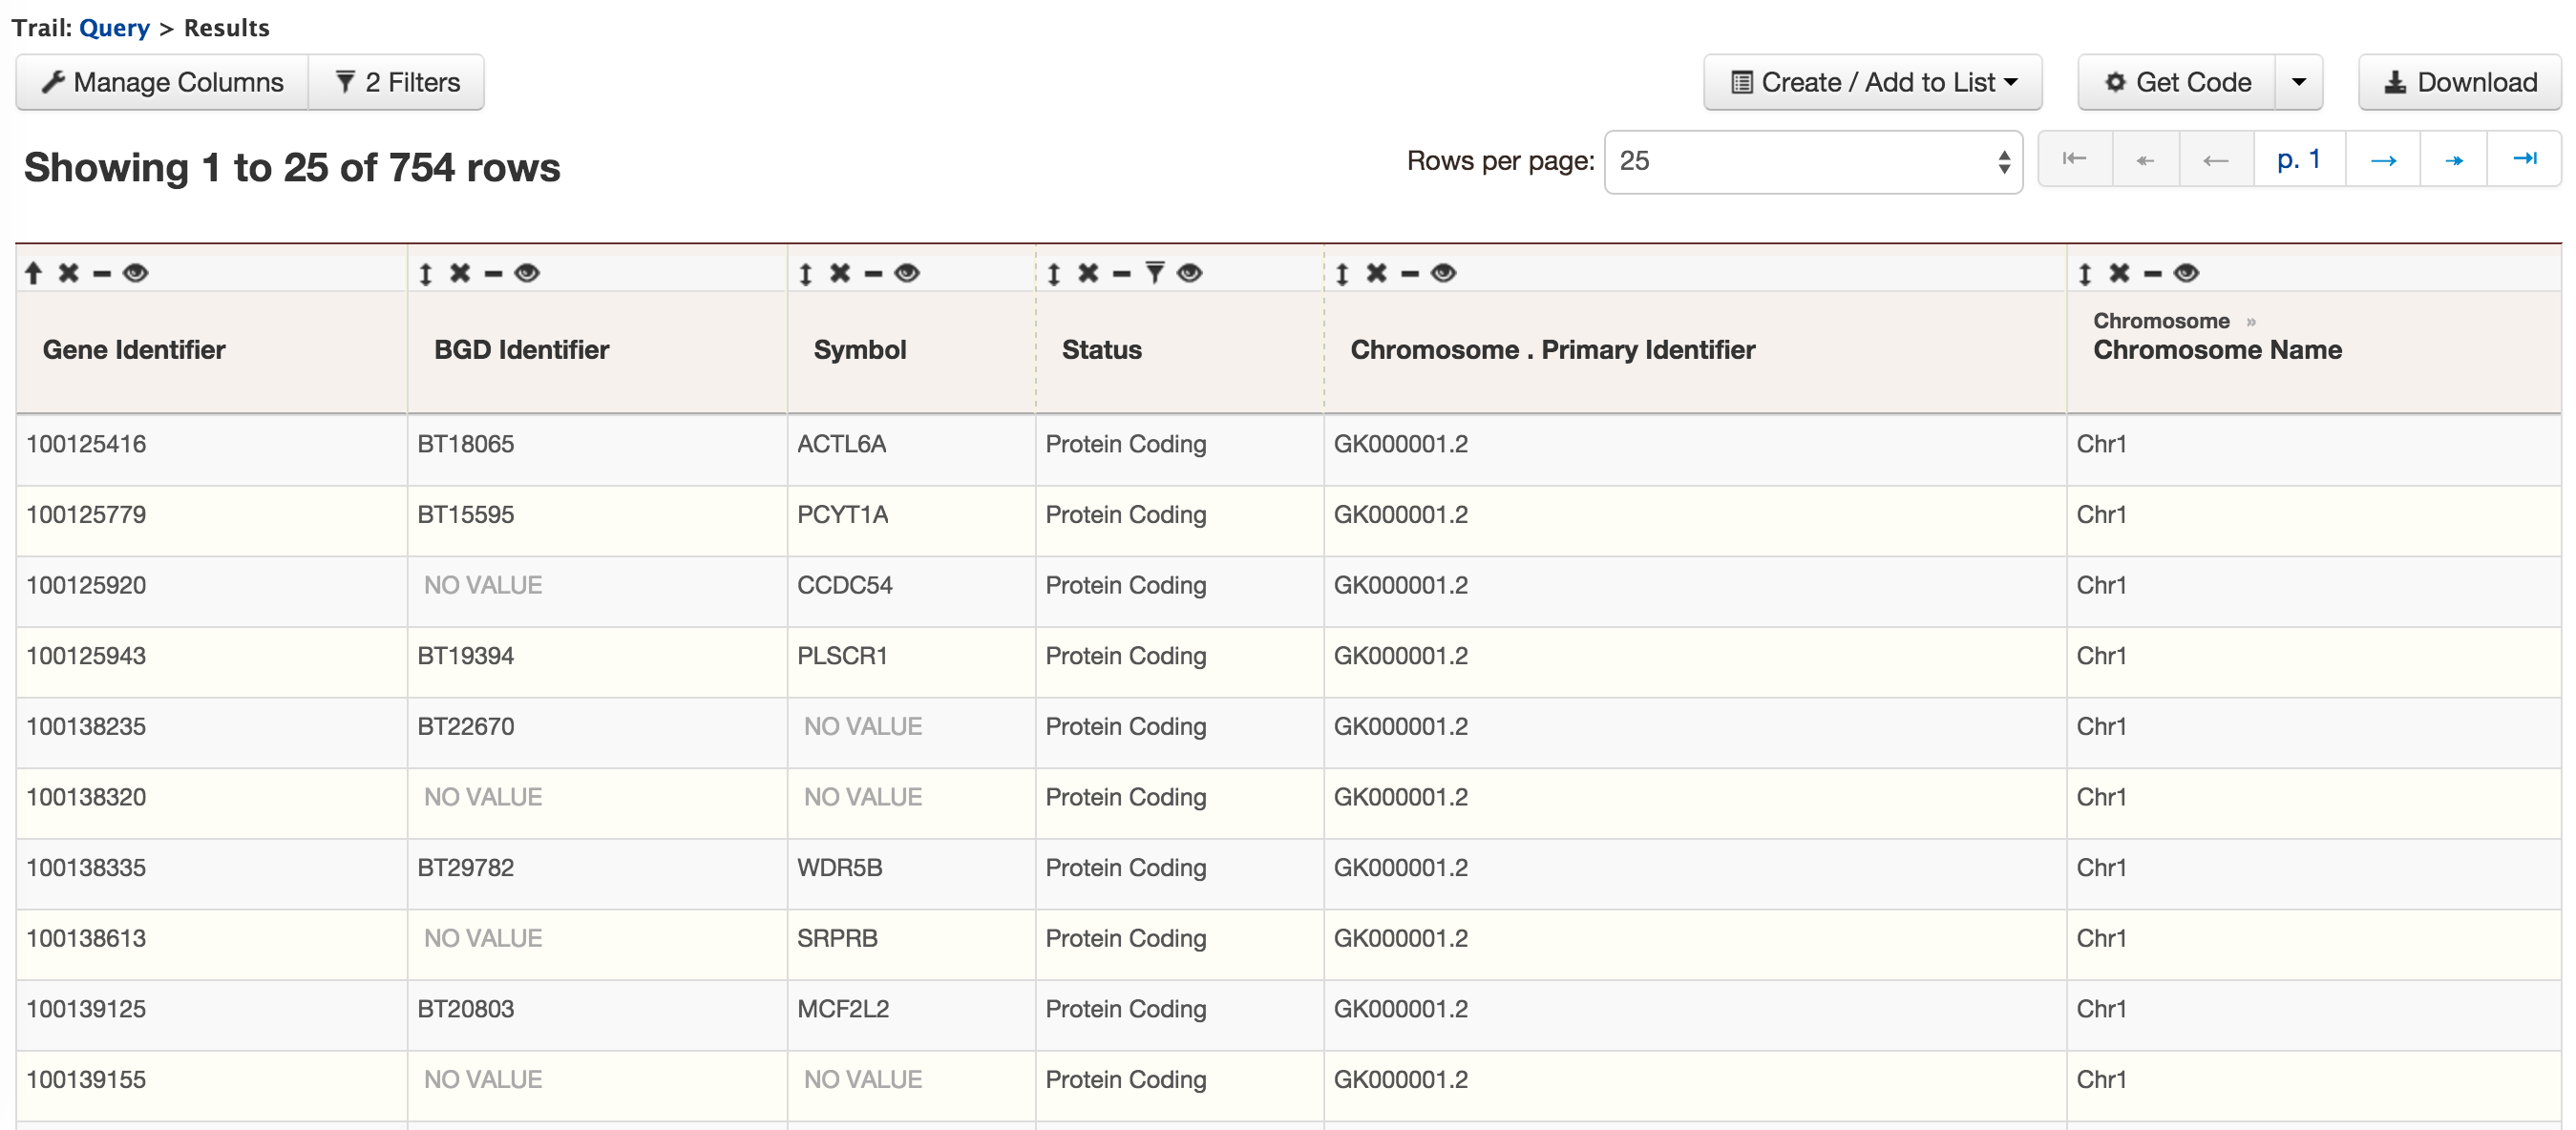 Trail: Query > Results
Manage Columns 2 Filters Create / Add to List Get Code Download
Showing 1 to 25 of 754 rows Rows per page: 25 p. 1
Chromosome »
Gene Identifier BGD Identifier Symbol Status Chromosome . Primary Identifier Chromosome Name
100125416 BT18065 ACTL6A Protein Coding GK000001.2 Chr1
100125779 BT15595 PCYT1A Protein Coding GK000001.2 Chr1
100125920 NO VALUE CCDC54 Protein Coding GK000001.2 Chr1
100125943 BT19394 PLSCR1 Protein Coding GK000001.2 Chr1
100138235 BT22670 NO VALUE Protein Coding GK000001.2 Chr1
100138320 NO VALUE NO VALUE Protein Coding GK000001.2 Chr1
100138335 BT29782 WDR5B Protein Coding GK000001.2 Chr1
100138613 NO VALUE SRPRB Protein Coding GK000001.2 Chr1
100139125 BT20803 MCF2L2 Protein Coding GK000001.2 Chr1
100139155 NO VALUE NO VALUE Protein Coding GK000001.2 Chr1